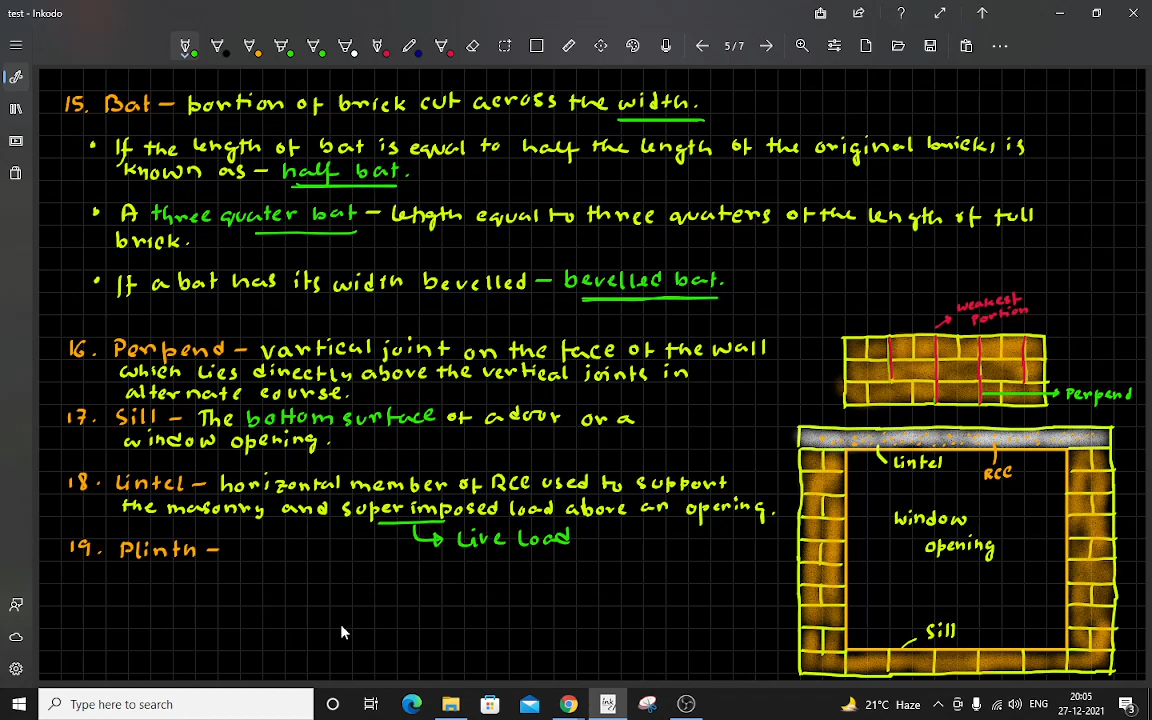 test - Inkodo
5/7
15. Bat - portion of brick cut across the width.
• If the length of bat is equal to half the length of the original brick, is
known as - half bat.
• A three quater bat - length equal to three quaters of the length of full
brick.
• If a bat has its width bevelled - bevelled bat.
16. Perpend - vartical joint on the face of the wall
which lies directly above the vertical joints in
alternate course.
17. Sill - The bottom surface of a door or a
window opening.
18. Lintel - horizontal member of RCC used to support
the masonry and super imposed load above an opening.
Live Load
19. Plinth -
Weakest
Portion
Perpend
Lintel
RCC
Window
opening
Sill
Type here to search
ink
21°C Haze
ENG
20:05
27-12-2021
3